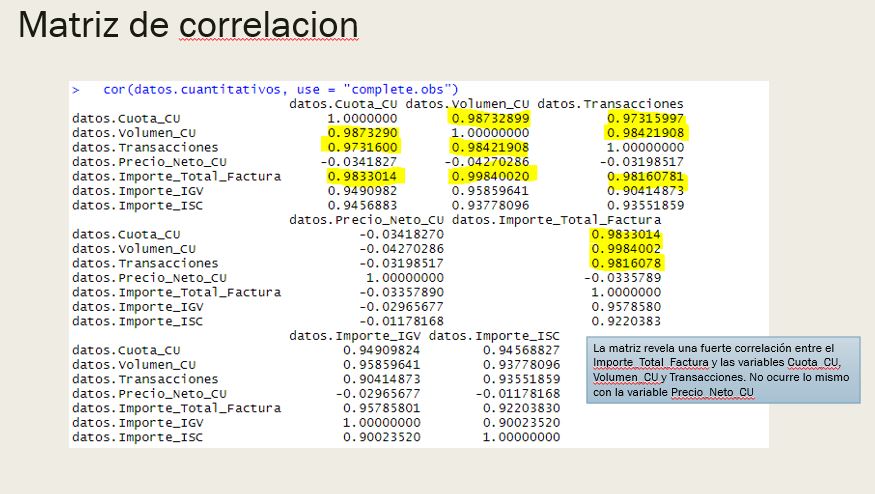 Matriz de correlacion
> cor(datos.cuantitativos, use = "complete.obs")
datos.Cuota_CU datos.Volumen_CU datos.Transacciones
datos.Cuota_CU 1.0000000 0.98732899 0.97315997
datos.Volumen_CU 0.9873290 1.00000000 0.98421908
datos.Transacciones 0.9731600 0.98421908 1.00000000
datos.Precio_Neto_CU -0.0341827 -0.04270286 -0.03198517
datos.Importe_Total_Factura 0.9833014 0.99840020 0.98160781
datos.Importe_IGV 0.9490982 0.95859641 0.90414873
datos.Importe_ISC 0.9456883 0.93778096 0.93551859
datos.Precio_Neto_CU datos.Importe_Total_Factura
datos.Cuota_CU -0.03418270 0.9833014
datos.Volumen_CU -0.04270286 0.9984002
datos.Transacciones -0.03198517 0.9816078
datos.Precio_Neto_CU 1.00000000 -0.0335789
datos.Importe_Total_Factura -0.03357890 1.0000000
datos.Importe_IGV -0.02965677 0.9578580
datos.Importe_ISC -0.01178168 0.9220383
datos.Importe_IGV datos.Importe_ISC
datos.Cuota_CU 0.94909824 0.94568827
datos.Volumen_CU 0.95859641 0.93778096
datos.Transacciones 0.90414873 0.93551859
datos.Precio_Neto_CU -0.02965677 -0.01178168
datos.Importe_Total_Factura 0.95785801 0.92203830
datos.Importe_IGV 1.00000000 0.90023520
datos.Importe_ISC 0.90023520 1.00000000
La matriz revela una fuerte correlación entre el
Importe_Total_Factura y las variables Cuota_CU,
Volumen_CU y Transacciones. No ocurre lo mismo
con la variable Precio_Neto_CU